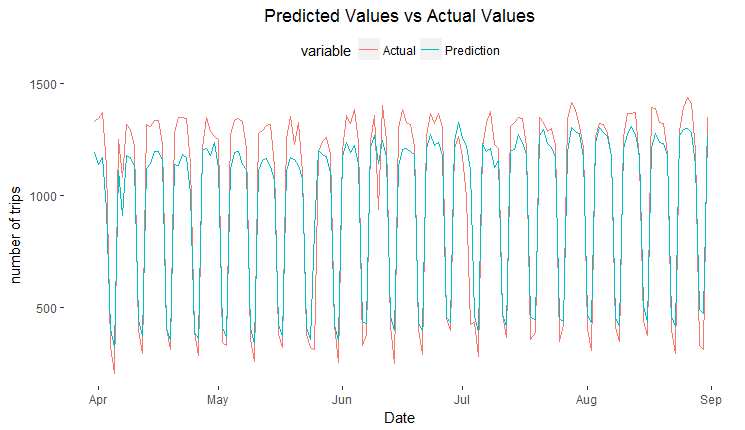 Predicted Values vs Actual Values
variable Actual Prediction
1500
1000
500
number of trips
Apr May Jun Jul Aug Sep
Date